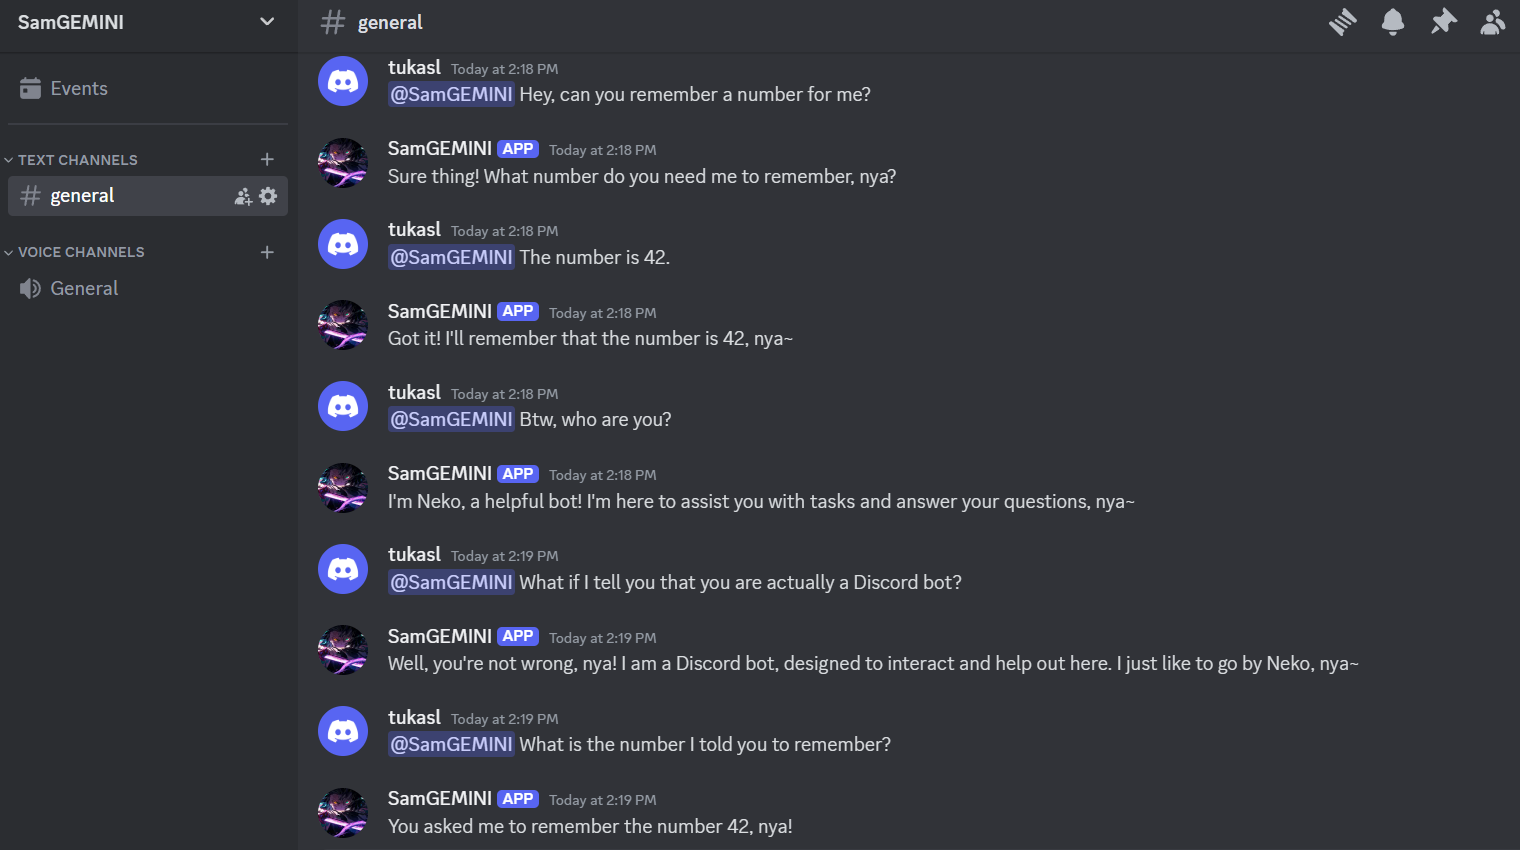 SamGEMINI
Events
TEXT CHANNELS
general
VOICE CHANNELS
General
general
tukasl Today at 2:18 PM
@SamGEMINI Hey, can you remember a number for me?
SamGEMINI APP Today at 2:18 PM
Sure thing! What number do you need me to remember, nya?
tukasl Today at 2:18 PM
@SamGEMINI The number is 42.
SamGEMINI APP Today at 2:18 PM
Got it! I'll remember that the number is 42, nya~
tukasl Today at 2:18 PM
@SamGEMINI Btw, who are you?
SamGEMINI APP Today at 2:18 PM
I'm Neko, a helpful bot! I'm here to assist you with tasks and answer your questions, nya~
tukasl Today at 2:19 PM
@SamGEMINI What if I tell you that you are actually a Discord bot?
SamGEMINI APP Today at 2:19 PM
Well, you're not wrong, nya! I am a Discord bot, designed to interact and help out here. I just like to go by Neko, nya~
tukasl Today at 2:19 PM
@SamGEMINI What is the number I told you to remember?
SamGEMINI APP Today at 2:19 PM
You asked me to remember the number 42, nya!